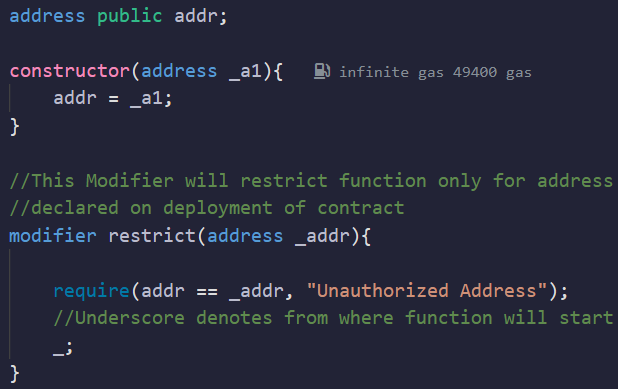 address public addr;
constructor(address _a1){ infinite gas 49400 gas
addr = _a1;
}
//This Modifier will restrict function only for address
//declared on deployment of contract
modifier restrict(address _addr){
require(addr == _addr, "Unauthorized Address");
//Underscore denotes from where function will start
_;
}